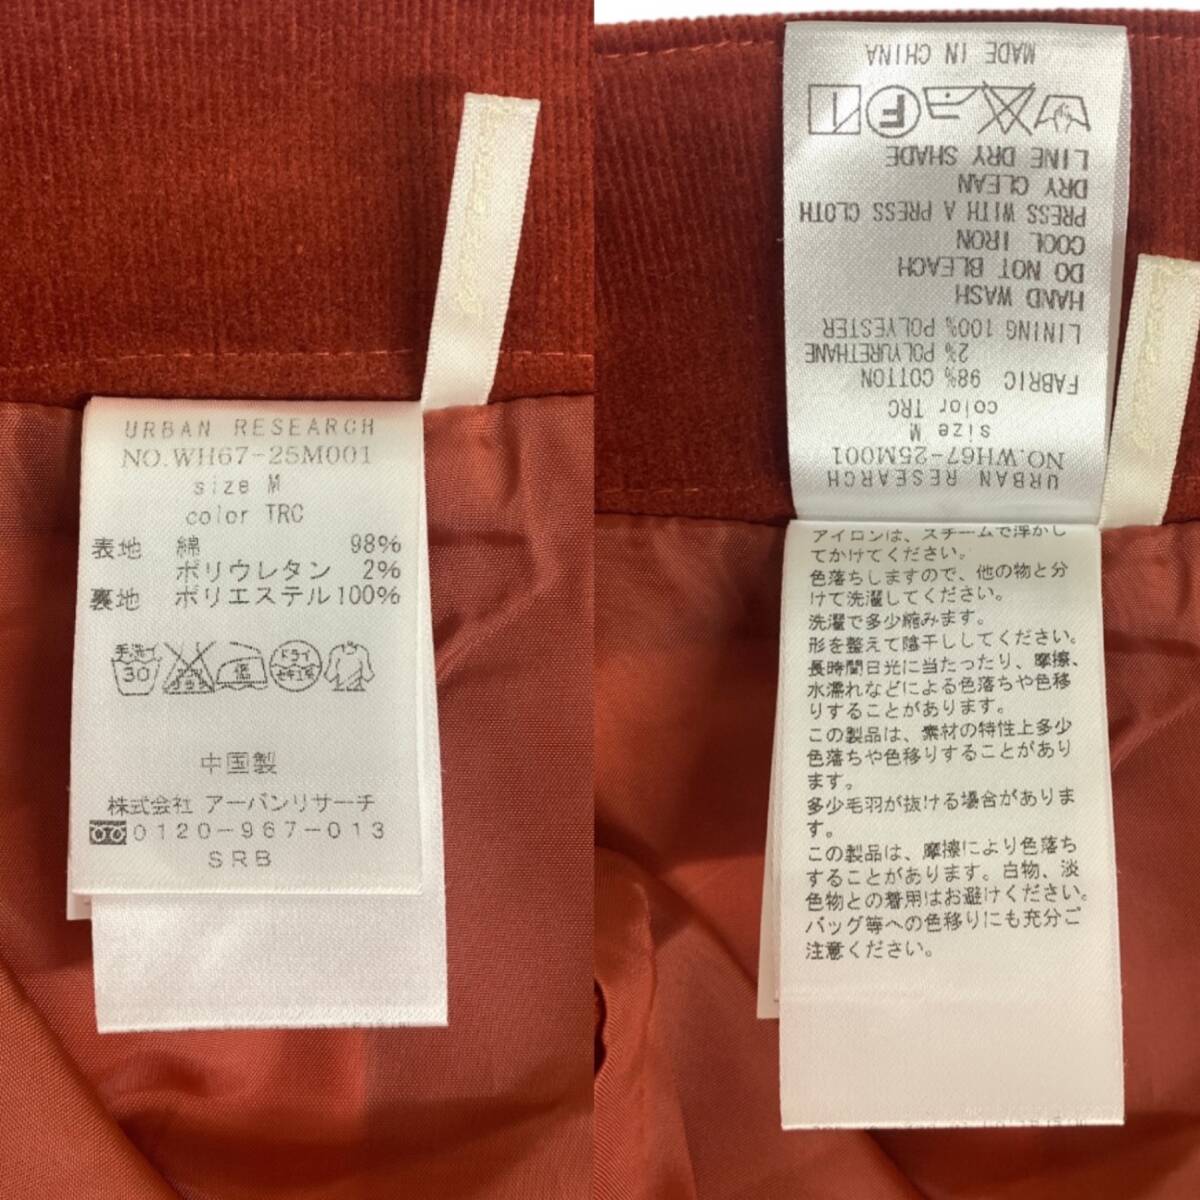 URBAN RESEARCH
NO.WH67-25M001
size M
color TRC
表地 綿 98%
ポリウレタン 2%
裏地 ポリエステル100%
手洗イ
30
低
ドライ
セキユ系
中国製
株式会社 アーバンリサーチ
0120-967-013
SRB
URBAN RESEARCH
NO.WH67-25M001
size M
color TRC
FABRIC 98% COTTON
2% POLYURETHANE
LINING 100% POLYESTER
HAND WASH
DO NOT BLEACH
COOL IRON
PRESS WITH A PRESS CLOTH
DRY CLEAN
LINE DRY SHADE
F
MADE IN CHINA
アイロンは、スチームで浮かし
てかけてください。
色落ちしますので、他の物と分
けて洗濯してください。
洗濯で多少縮みます。
形を整えて陰干ししてください。
長時間日光に当たったり、摩擦、
水濡れなどによる色落ちや色移
りすることがあります。
この製品は、素材の特性上多少
色落ちや色移りすることがあり
ます。
多少毛羽が抜ける場合がありま
す。
この製品は、摩擦により色落ち
することがあります。白物、淡
色物との着用はお避けください。
バッグ等への色移りにも充分ご
注意ください。